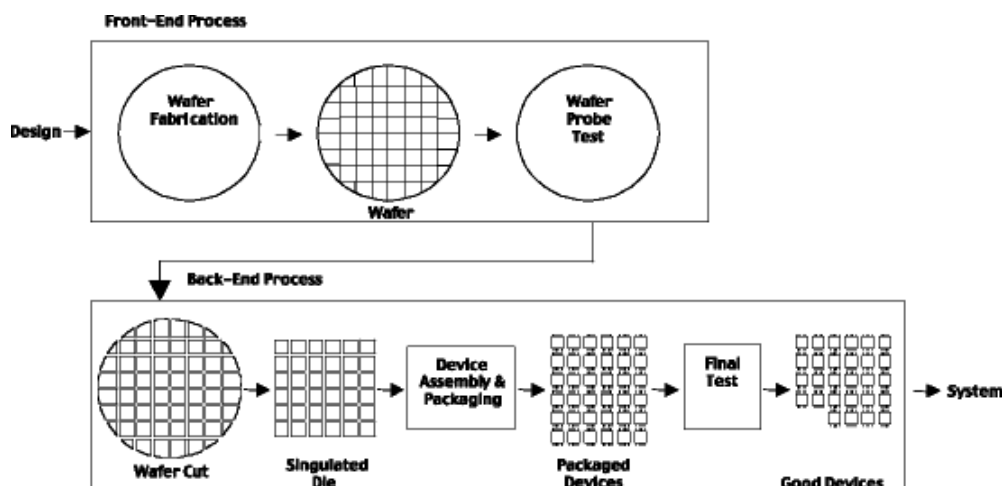 Front-End Process
Wafer
Fabrication
Wafer
Probe
Test
Design
Wafer
Back-End Process
Device
Assembly &
Packaging
Final
Test
System
Wafer Cut
Singulated
Die
Packaged
Devices
Good Devices